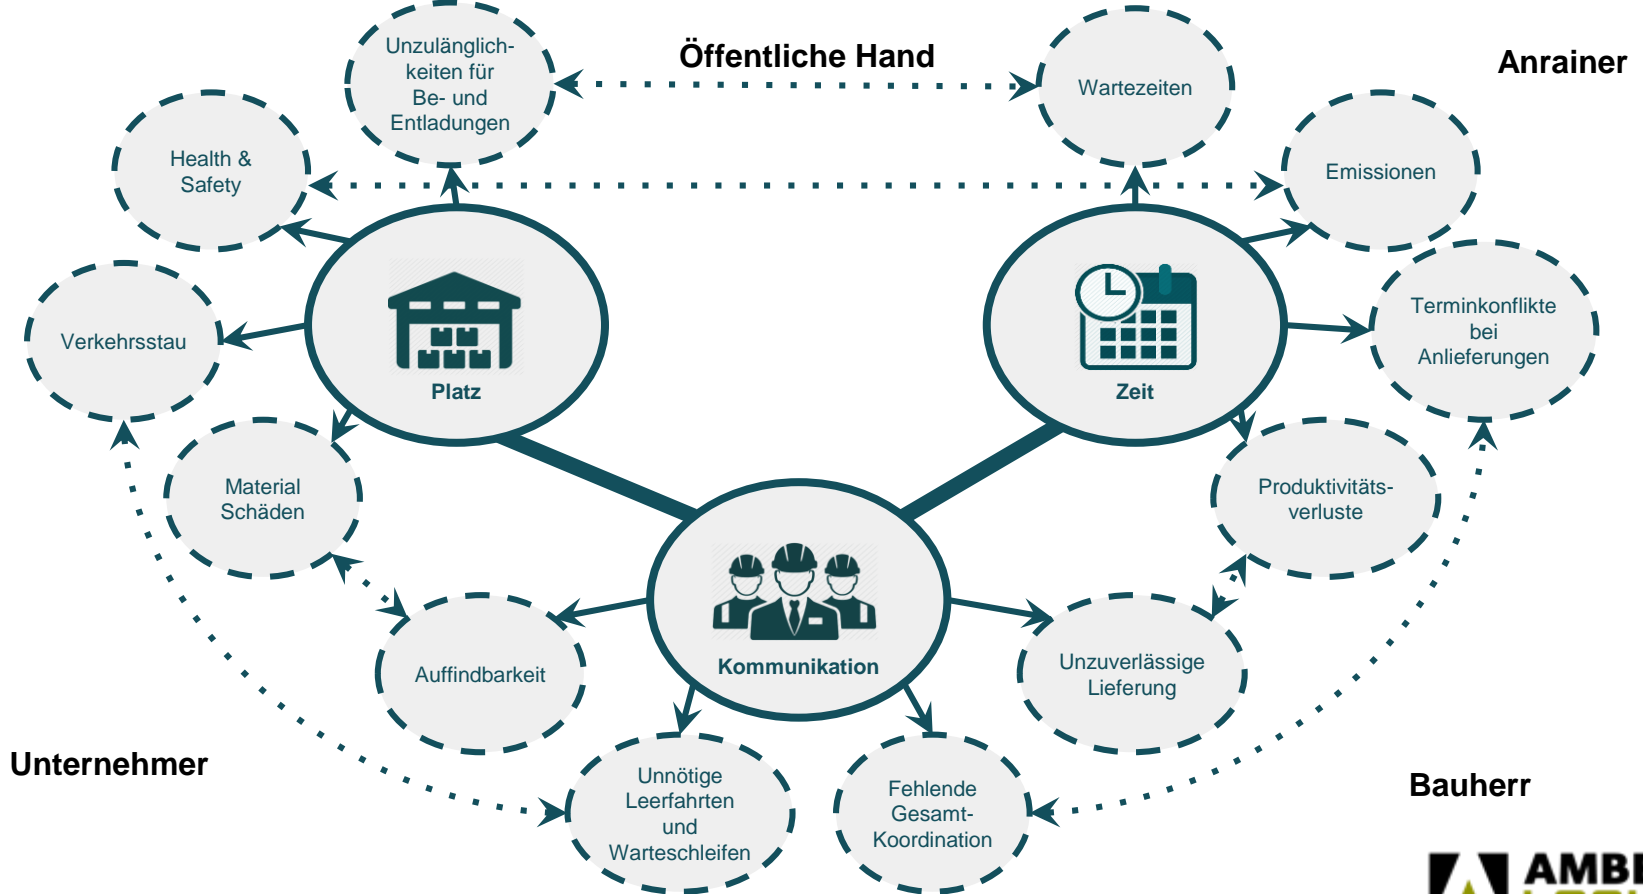 Öffentliche Hand
Anrainer
Unzulänglich-
keiten für
Be- und
Entladungen
Wartezeiten
Health &
Safety
Emissionen
Verkehrsstau
Platz
Zeit
Terminkonflikte
bei
Anlieferungen
Material
Schäden
Produktivitäts-
verluste
Auffindbarkeit
Kommunikation
Unzuverlässige
Lieferung
Unternehmer
Unnötige
Leerfahrten
und
Warteschleifen
Fehlende
Gesamt-
Koordination
Bauherr